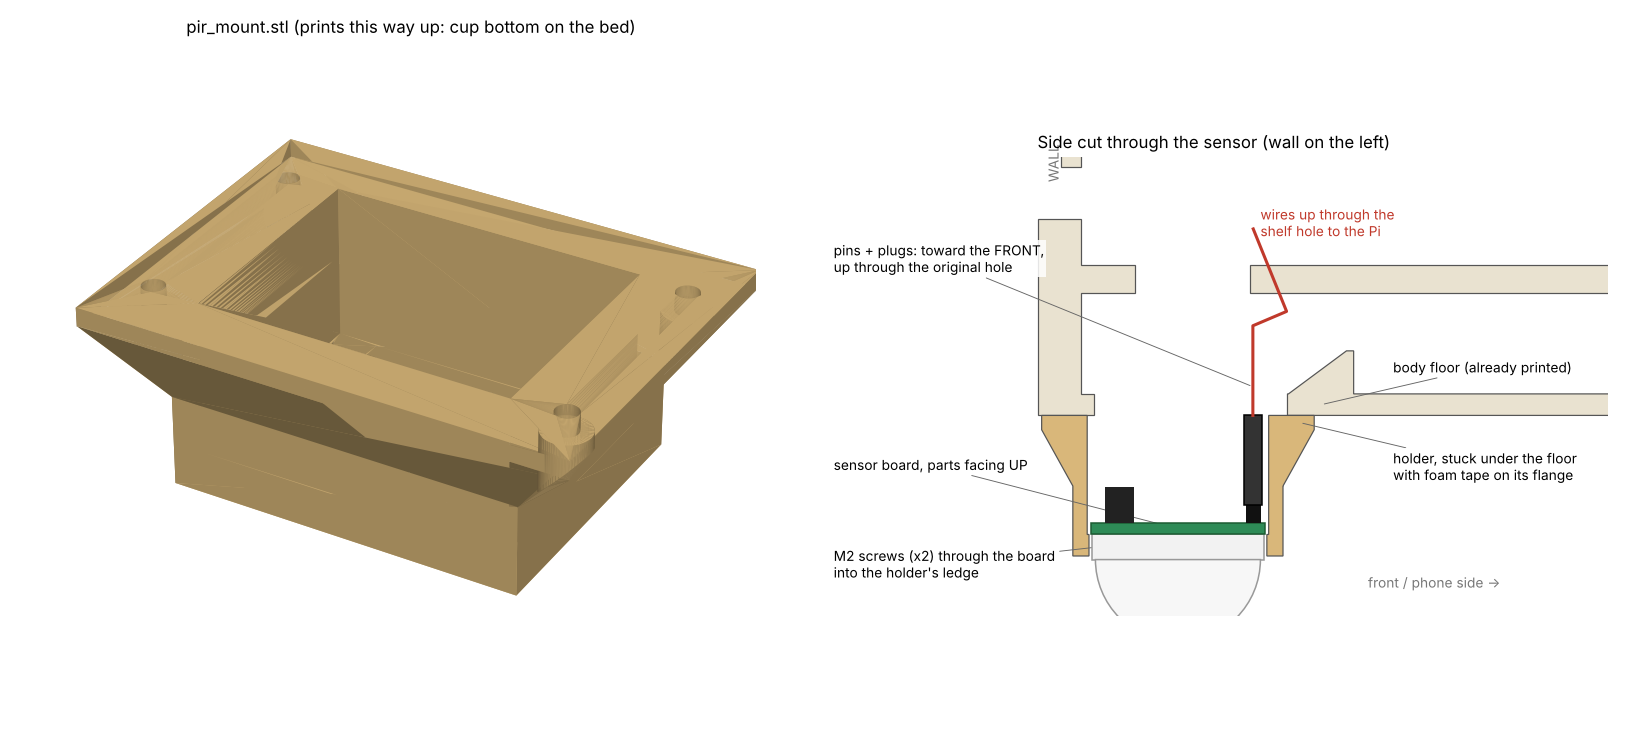 pir_mount.stl (prints this way up: cup bottom on the bed)
Side cut through the sensor (wall on the left)
WALL
wires up through the
shelf hole to the Pi
pins + plugs: toward the FRONT,
up through the original hole
body floor (already printed)
sensor board, parts facing UP
holder, stuck under the floor
with foam tape on its flange
M2 screws (x2) through the board
into the holder's ledge
front / phone side →